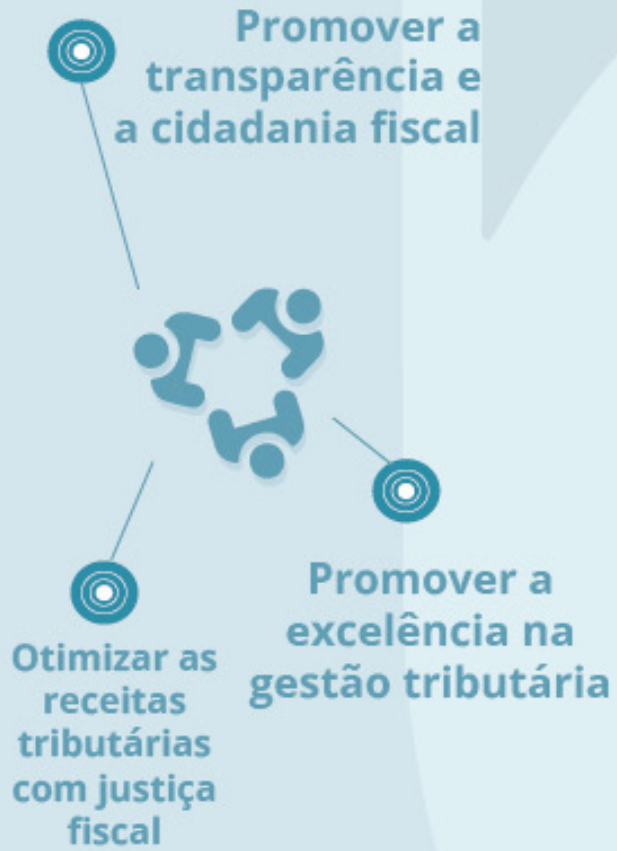 Promover a
transparência e
a cidadania fiscal
Promover a
excelência na
gestão tributária
Otimizar as
receitas
tributárias
com justiça
fiscal